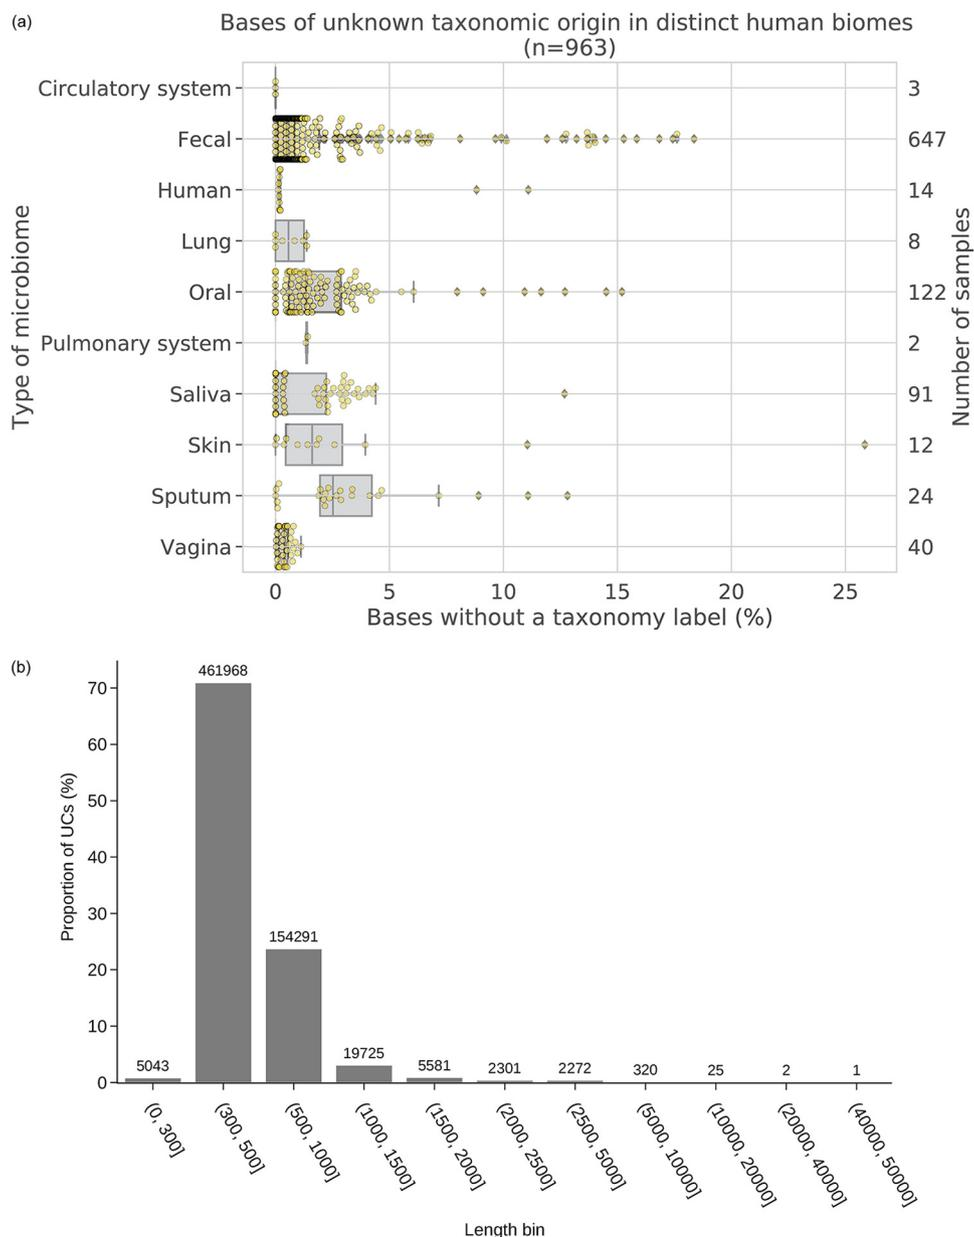 (a)
Bases of unknown taxonomic origin in distinct human biomes
(n=963)
Type of microbiome
Circulatory system 3
Fecal 647
Human 14
Lung 8
Oral 122
Pulmonary system 2
Saliva 91
Skin 12
Sputum 24
Vagina 40
Number of samples
0 5 10 15 20 25
Bases without a taxonomy label (%)
(b)
Proportion of UCs (%)
70
60
50
40
30
20
10
0
5043 461968 154291 19725 5581 2301 2272 320 25 2 1
(0, 300]
(300, 500]
(500, 1000]
(1000, 1500]
(1500, 2000]
(2000, 2500]
(2500, 5000]
(5000, 10000]
(10000, 20000]
(20000, 40000]
(40000, 50000]
Length bin